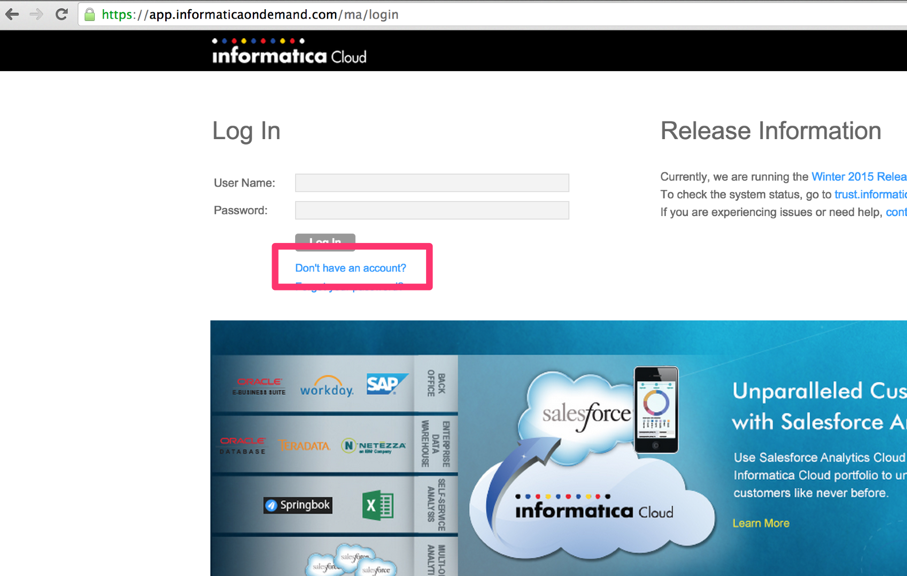 https://app.informaticaondemand.com/ma/login
informatica Cloud
Log In
Release Information
User Name:
Password:
Log In
Don't have an account?
Currently, we are running the Winter 2015 Relea
To check the system status, go to trust.informatic
If you are experiencing issues or need help, cont
ORACLE
E-BUSINESS SUITE
workday.
SAP
BACK
OFFICE
ORACLE
DATABASE
TERADATA
NETEZZA
an IBM Company
ENTERPRISE
DATA
WAREHOUSE
Springbok
X
SELF-SERVICE
ANALYSIS
salesforce
salesforce
salesforce
salesforce
informatica Cloud
Unparalleled Cus
with Salesforce A
Use Salesforce Analytics Cloud
Informatica Cloud portfolio to un
customers like never before.
Learn More